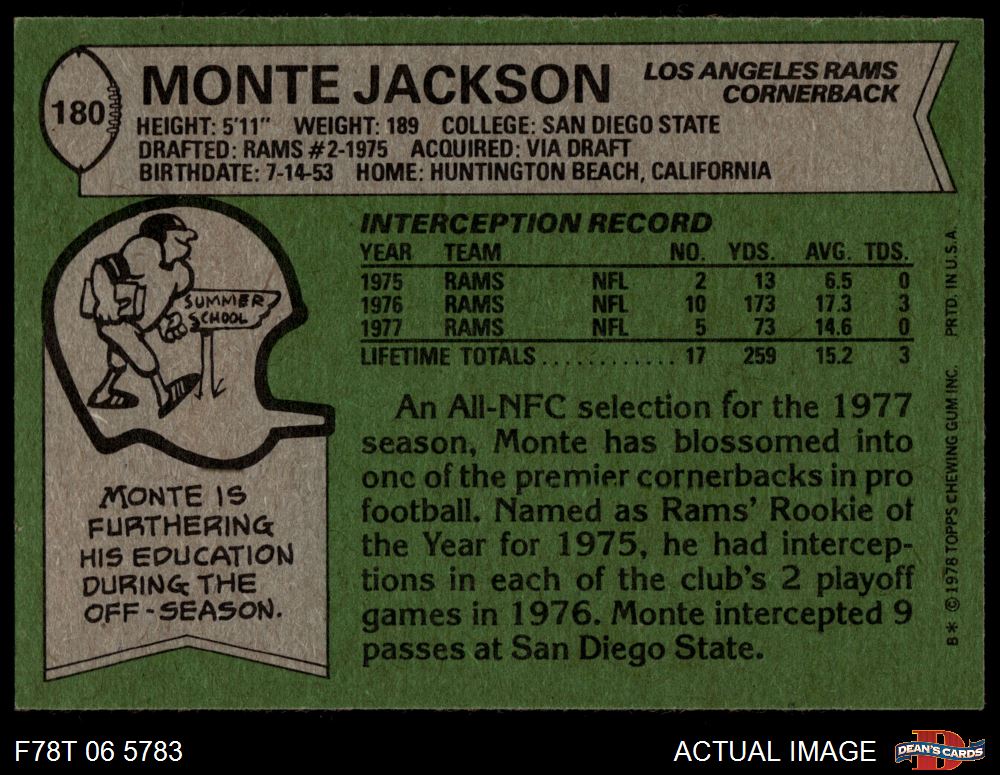 180
MONTE JACKSON
LOS ANGELES RAMS
CORNERBACK
HEIGHT: 5'11" WEIGHT: 189 COLLEGE: SAN DIEGO STATE
DRAFTED: RAMS #2-1975 ACQUIRED: VIA DRAFT
BIRTHDATE: 7-14-53 HOME: HUNTINGTON BEACH, CALIFORNIA
SUMMER
SCHOOL
MONTE IS
FURTHERING
HIS EDUCATION
DURING THE
OFF-SEASON.
INTERCEPTION RECORD
YEAR TEAM NO. YDS. AVG. TDS.
1975 RAMS NFL 2 13 6.5 0
1976 RAMS NFL 10 173 17.3 3
1977 RAMS NFL 5 73 14.6 0
LIFETIME TOTALS............ 17 259 15.2 3
An All-NFC selection for the 1977
season, Monte has blossomed into
one of the premier cornerbacks in pro
football. Named as Rams' Rookie of
the Year for 1975, he had intercep-
tions in each of the club's 2 playoff
games in 1976. Monte intercepted 9
passes at San Diego State.
B* © 1978 TOPPS CHEWING GUM INC. PRTD. IN U.S.A.
F78T 06 5783
ACTUAL IMAGE
D
DEAN'S CARDS